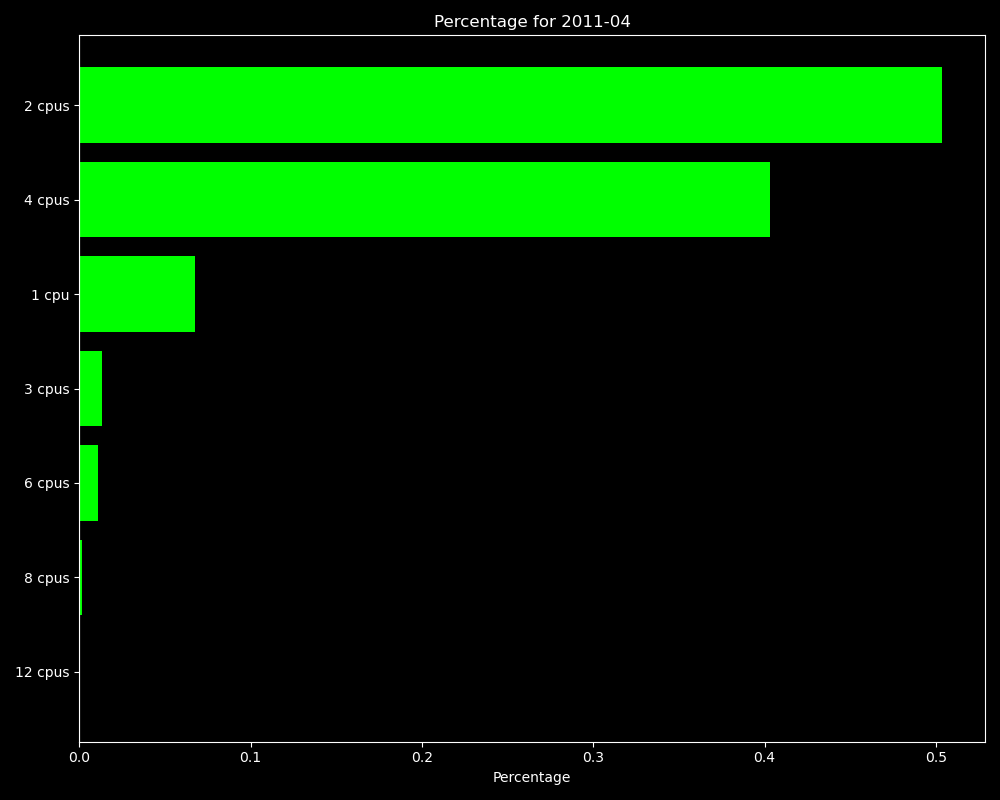 Percentage for 2011-04
2 cpus
4 cpus
1 cpu
3 cpus
6 cpus
8 cpus
12 cpus
0.0 0.1 0.2 0.3 0.4 0.5
Percentage